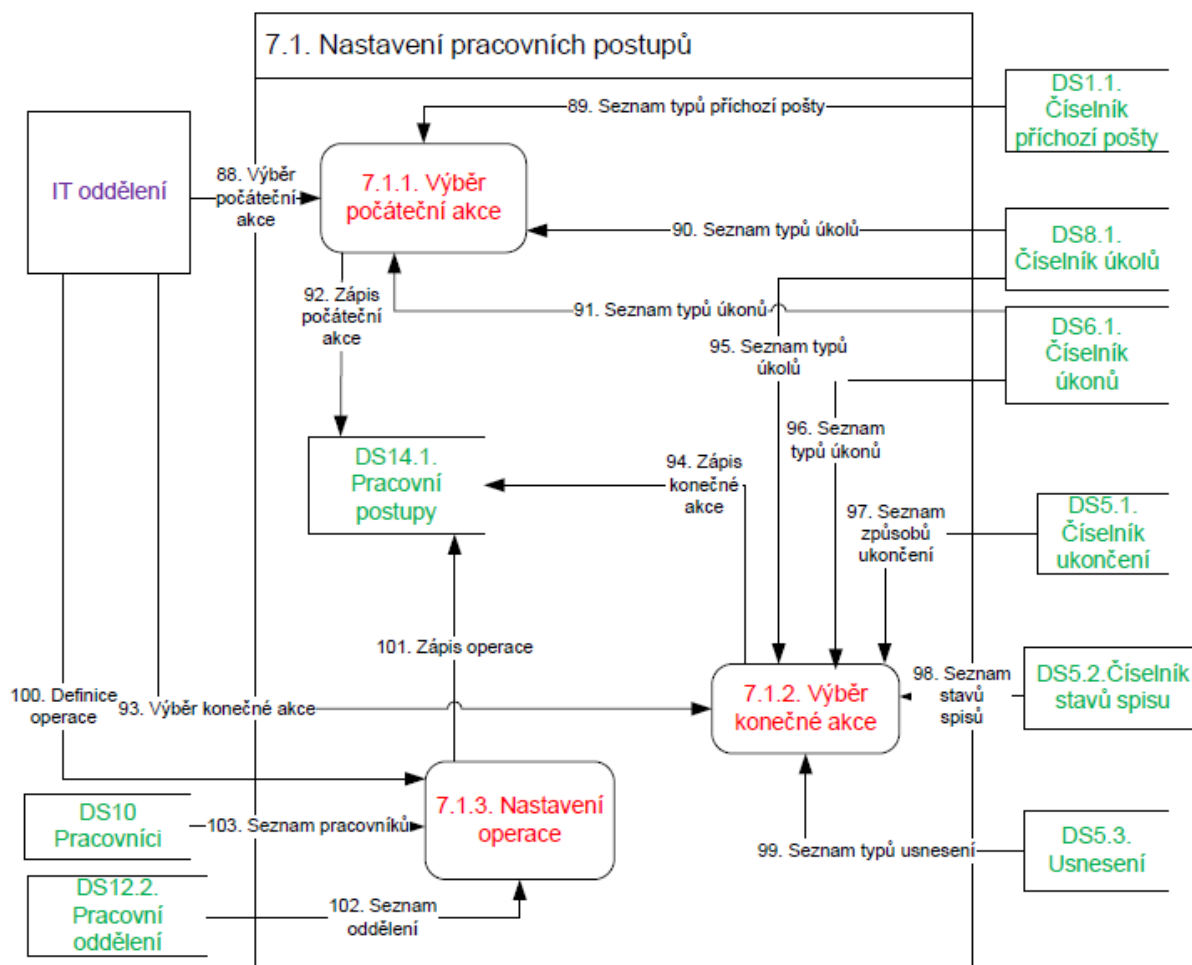 7.1. Nastavení pracovních postupů
DS1.1.
Číselník
příchozí pošty
89. Seznam typů příchozí pošty
IT oddělení
88. Výběr
počáteční
akce
7.1.1. Výběr
počáteční akce
90. Seznam typů úkolů
DS8.1.
Číselník úkolů
92. Zápis
počáteční
akce
91. Seznam typů úkonů
DS6.1.
Číselník
úkonů
95. Seznam typů
úkolů
96. Seznam
typů úkonů
DS14.1.
Pracovní
postupy
94. Zápis
konečné
akce
97. Seznam
způsobů
ukončení
DS5.1.
Číselník
ukončení
101. Zápis operace
100. Definice
operace
93. Výběr konečné akce
7.1.2. Výběr
konečné akce
98. Seznam
stavů
spisů
DS5.2.Číselník
stavů spisu
7.1.3. Nastavení
operace
DS10
Pracovníci
103. Seznam pracovníků
99. Seznam typů usnesení
DS5.3.
Usnesení
DS12.2.
Pracovní
oddělení
102. Seznam
oddělení